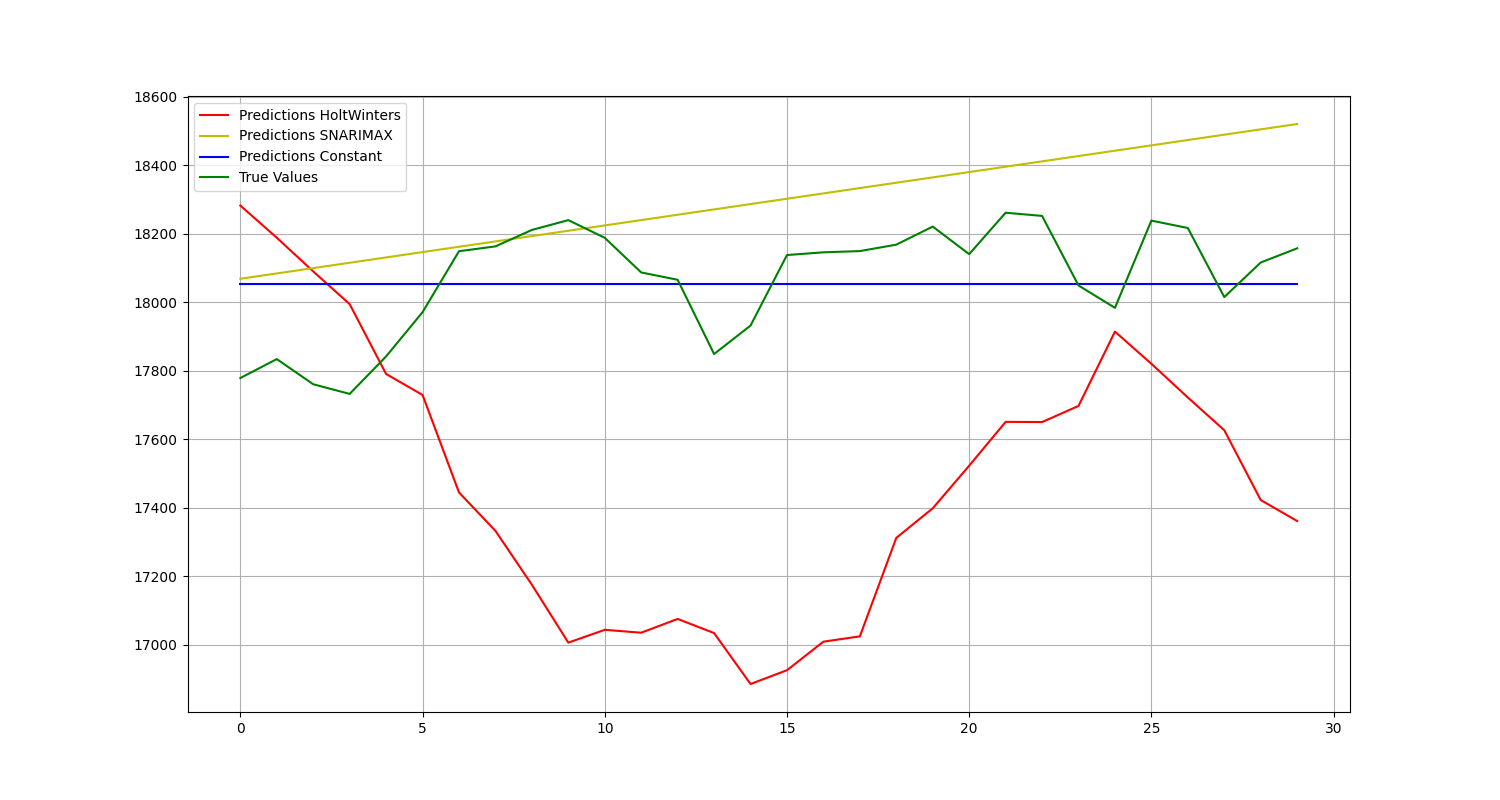 18600
18400
18200
18000
17800
17600
17400
17200
17000
Predictions HoltWinters
Predictions SNARIMAX
Predictions Constant
True Values
0 5 10 15 20 25 30